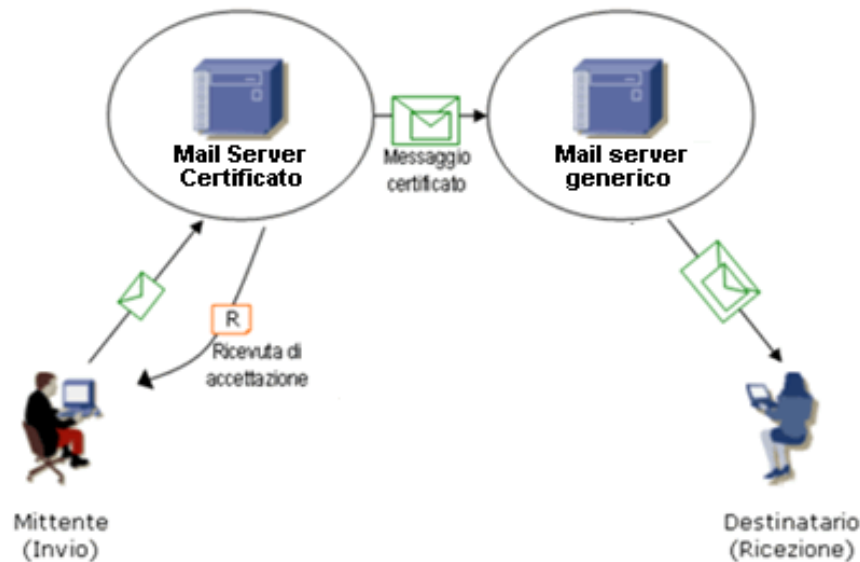 Mail Server
Certificato
Messaggio
certificato
Mail server
generico
R
Ricevuta di
accettazione
Mittente
(Invio)
Destinatario
(Ricezione)